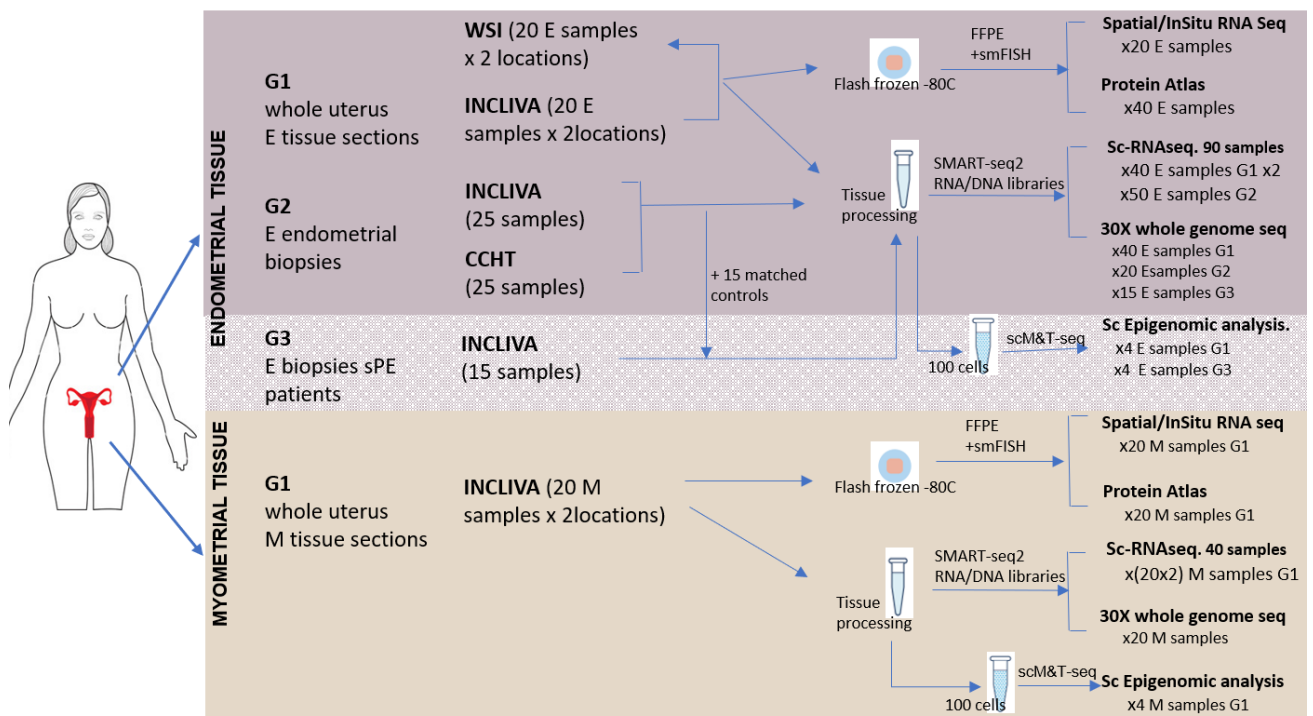 ENDOMETRIAL TISSUE
G1
whole uterus
E tissue sections
WSI (20 E samples
x 2 locations)
INCLIVA (20 E
samples x 2locations)
G2
E endometrial
biopsies
INCLIVA
(25 samples)
CCHT
(25 samples)
+ 15 matched
controls
Flash frozen -80C
FFPE
+smFISH
Spatial/InSitu RNA Seq
x20 E samples
Protein Atlas
x40 E samples
Tissue
processing
SMART-seq2
RNA/DNA libraries
Sc-RNAseq. 90 samples
x40 E samples G1 x2
x50 E samples G2
30X whole genome seq
x40 E samples G1
x20 Esamples G2
x15 E samples G3
G3
E biopsies sPE
patients
INCLIVA
(15 samples)
100 cells
scM&T-seq
Sc Epigenomic analysis.
x4 E samples G1
x4 E samples G3
MYOMETRIAL TISSUE
G1
whole uterus
M tissue sections
INCLIVA (20 M
samples x 2locations)
Flash frozen -80C
FFPE
+smFISH
Spatial/InSitu RNA seq
x20 M samples G1
Protein Atlas
x20 M samples G1
Tissue
processing
SMART-seq2
RNA/DNA libraries
Sc-RNAseq. 40 samples
x(20x2) M samples G1
30X whole genome seq
x20 M samples
100 cells
scM&T-seq
Sc Epigenomic analysis
x4 M samples G1